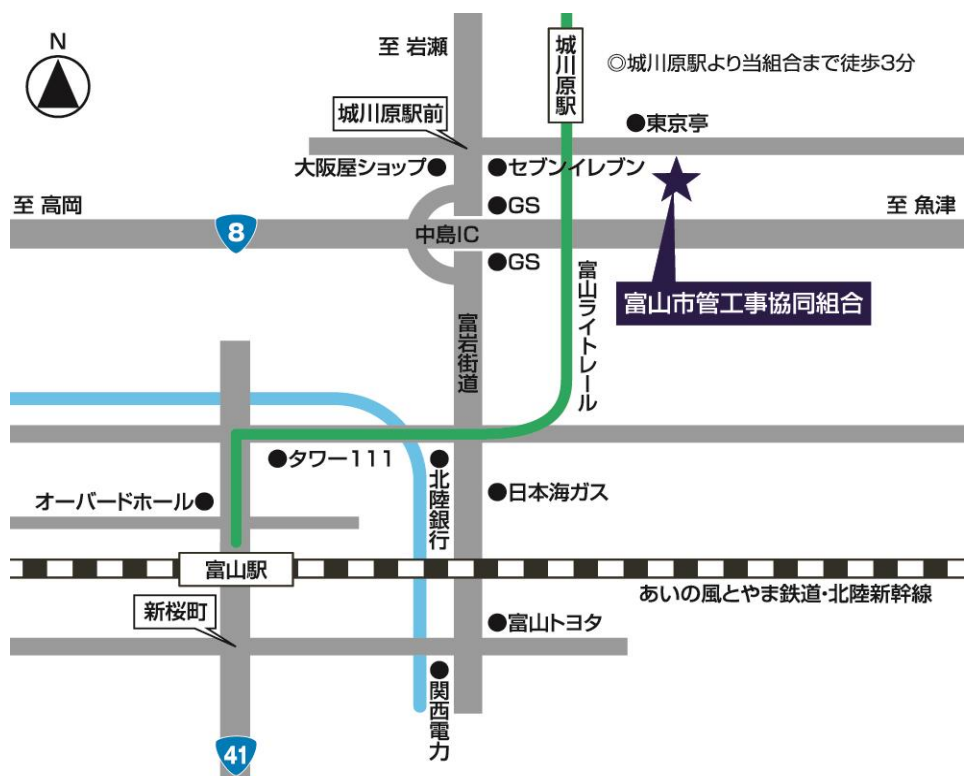 N
至 岩瀬
城川原駅
◎城川原駅より当組合まで徒歩3分
城川原駅前
●東京亭
大阪屋ショップ●
●セブンイレブン
至 高岡
●GS
至 魚津
8
中島IC
●GS
富山ライトレール
富山市管工事協同組合
富岩街道
●タワー111
●北陸銀行
オーバードホール●
●日本海ガス
富山駅
あいの風とやま鉄道・北陸新幹線
新桜町
●富山トヨタ
●関西電力
41